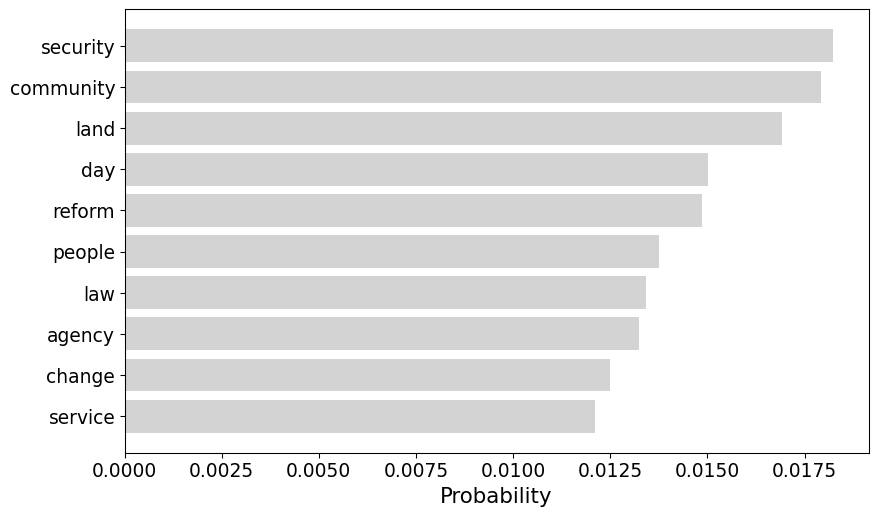 security
community
land
day
reform
people
law
agency
change
service
0.0000 0.0025 0.0050 0.0075 0.0100 0.0125 0.0150 0.0175
Probability